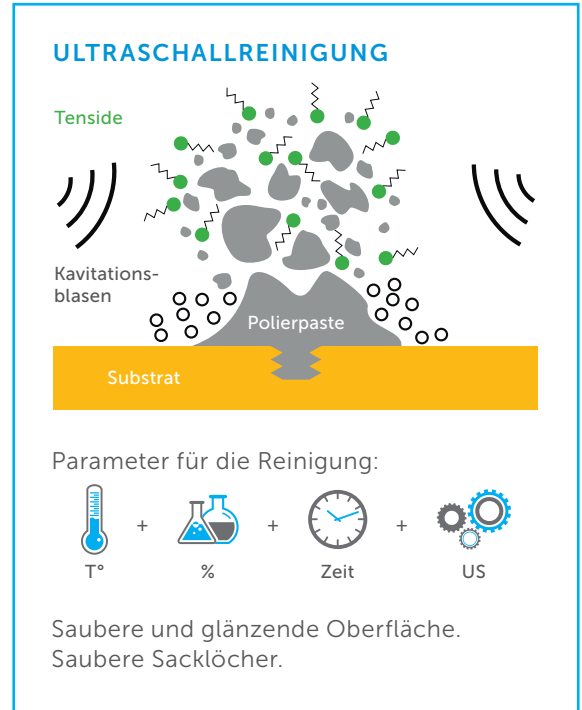 ULTRASCHALLREINIGUNG
Tenside
Kavitations-
blasen
Polierpaste
Substrat
Parameter für die Reinigung:
+ + +
T° % Zeit US
Saubere und glänzende Oberfläche.
Saubere Sacklöcher.